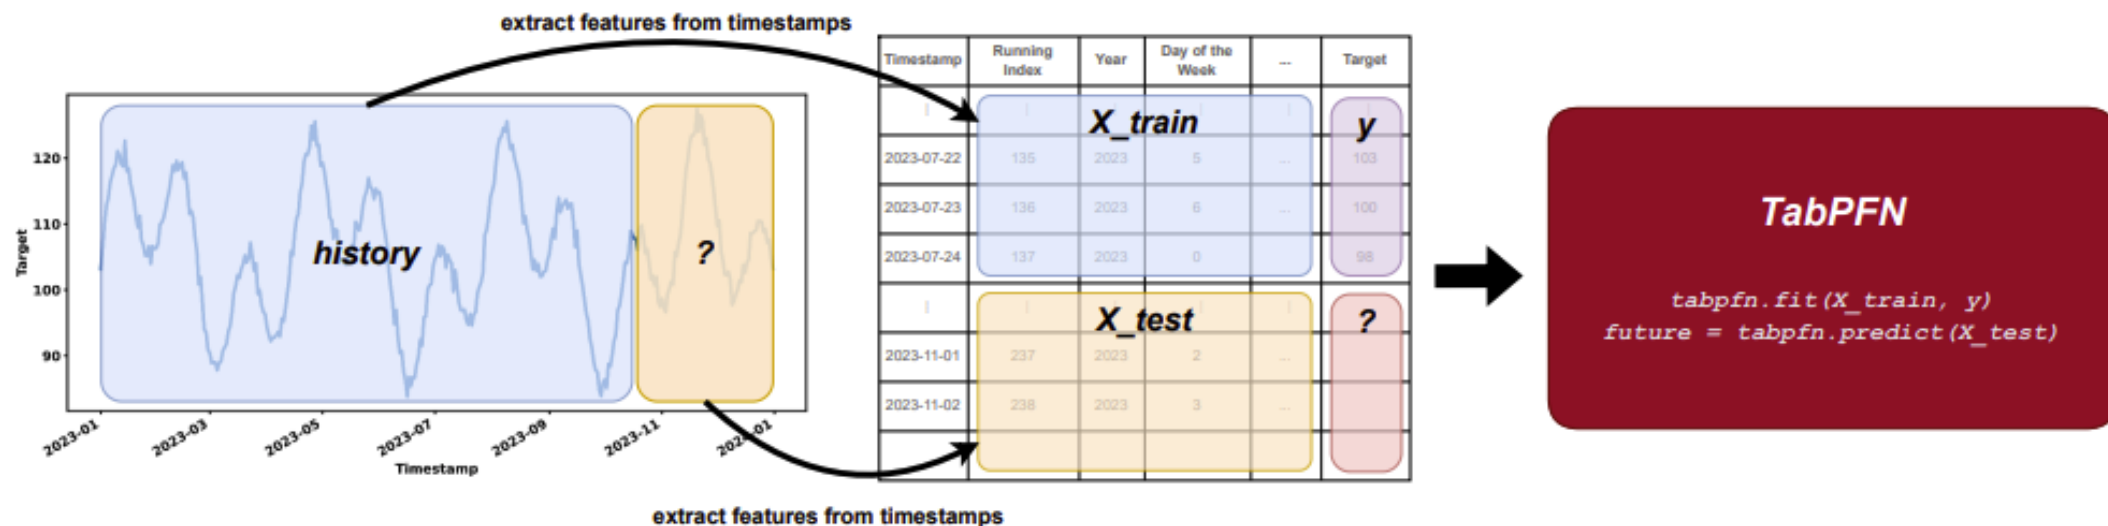 extract features from timestamps
120
110
100
90
Target
history
?
2023-01
2023-03
2023-05
2023-07
2023-09
2023-11
Timestamp
Timestamp Running Index Year Day of the Week ... Target
X_train y
2023-07-22 135 2023 5 ... 103
2023-07-23 136 2023 6 ... 100
2023-07-24 137 2023 0 98
X_test ?
2023-11-01 237 2023 2 ...
2023-11-02 238 2023 3 ...
extract features from timestamps
TabPFN
tabpfn.fit(X_train, y)
future = tabpfn.predict(X_test)